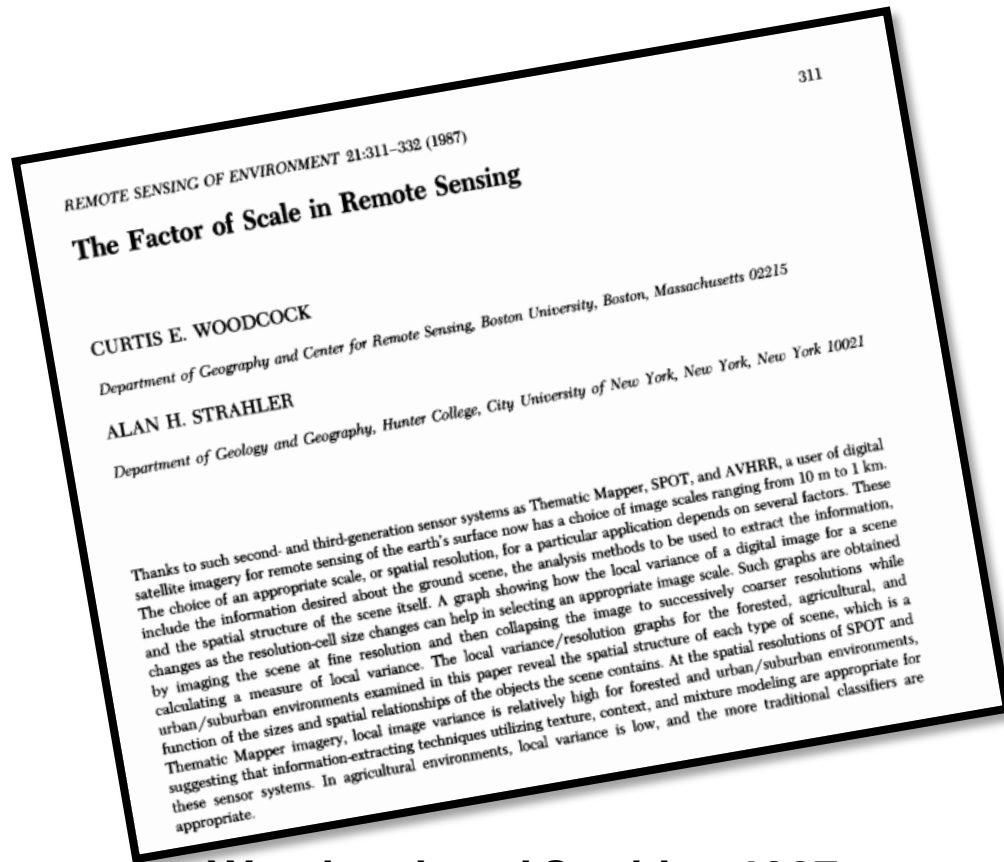 311
REMOTE SENSING OF ENVIRONMENT 21:311–332 (1987)
The Factor of Scale in Remote Sensing
CURTIS E. WOODCOCK
Department of Geography and Center for Remote Sensing, Boston University, Boston, Massachusetts 02215
ALAN H. STRAHLER
Department of Geology and Geography, Hunter College, City University of New York, New York, New York 10021
Thanks to such second- and third-generation sensor systems as Thematic Mapper, SPOT, and AVHRR, a user of digital
satellite imagery for remote sensing of the earth's surface now has a choice of image scales ranging from 10 m to 1 km.
The choice of an appropriate scale, or spatial resolution, for a particular application depends on several factors. These
include the information desired about the ground scene, the analysis methods to be used to extract the information,
and the spatial structure of the scene itself. A graph showing how the local variance of a digital image for a scene
changes as the resolution-cell size changes can help in selecting an appropriate image scale. Such graphs are obtained
by imaging the scene at fine resolution and then collapsing the image to successively coarser resolutions while
calculating a measure of local variance. The local variance/resolution graphs for the forested, agricultural, and
urban/suburban environments examined in this paper reveal the spatial structure of each type of scene, which is a
function of the sizes and spatial relationships of the objects the scene contains. At the spatial resolutions of SPOT and
Thematic Mapper imagery, local image variance is relatively high for forested and urban/suburban environments,
suggesting that information-extracting techniques utilizing texture, context, and mixture modeling are appropriate for
these sensor systems. In agricultural environments, local variance is low, and the more traditional classifiers are
appropriate.